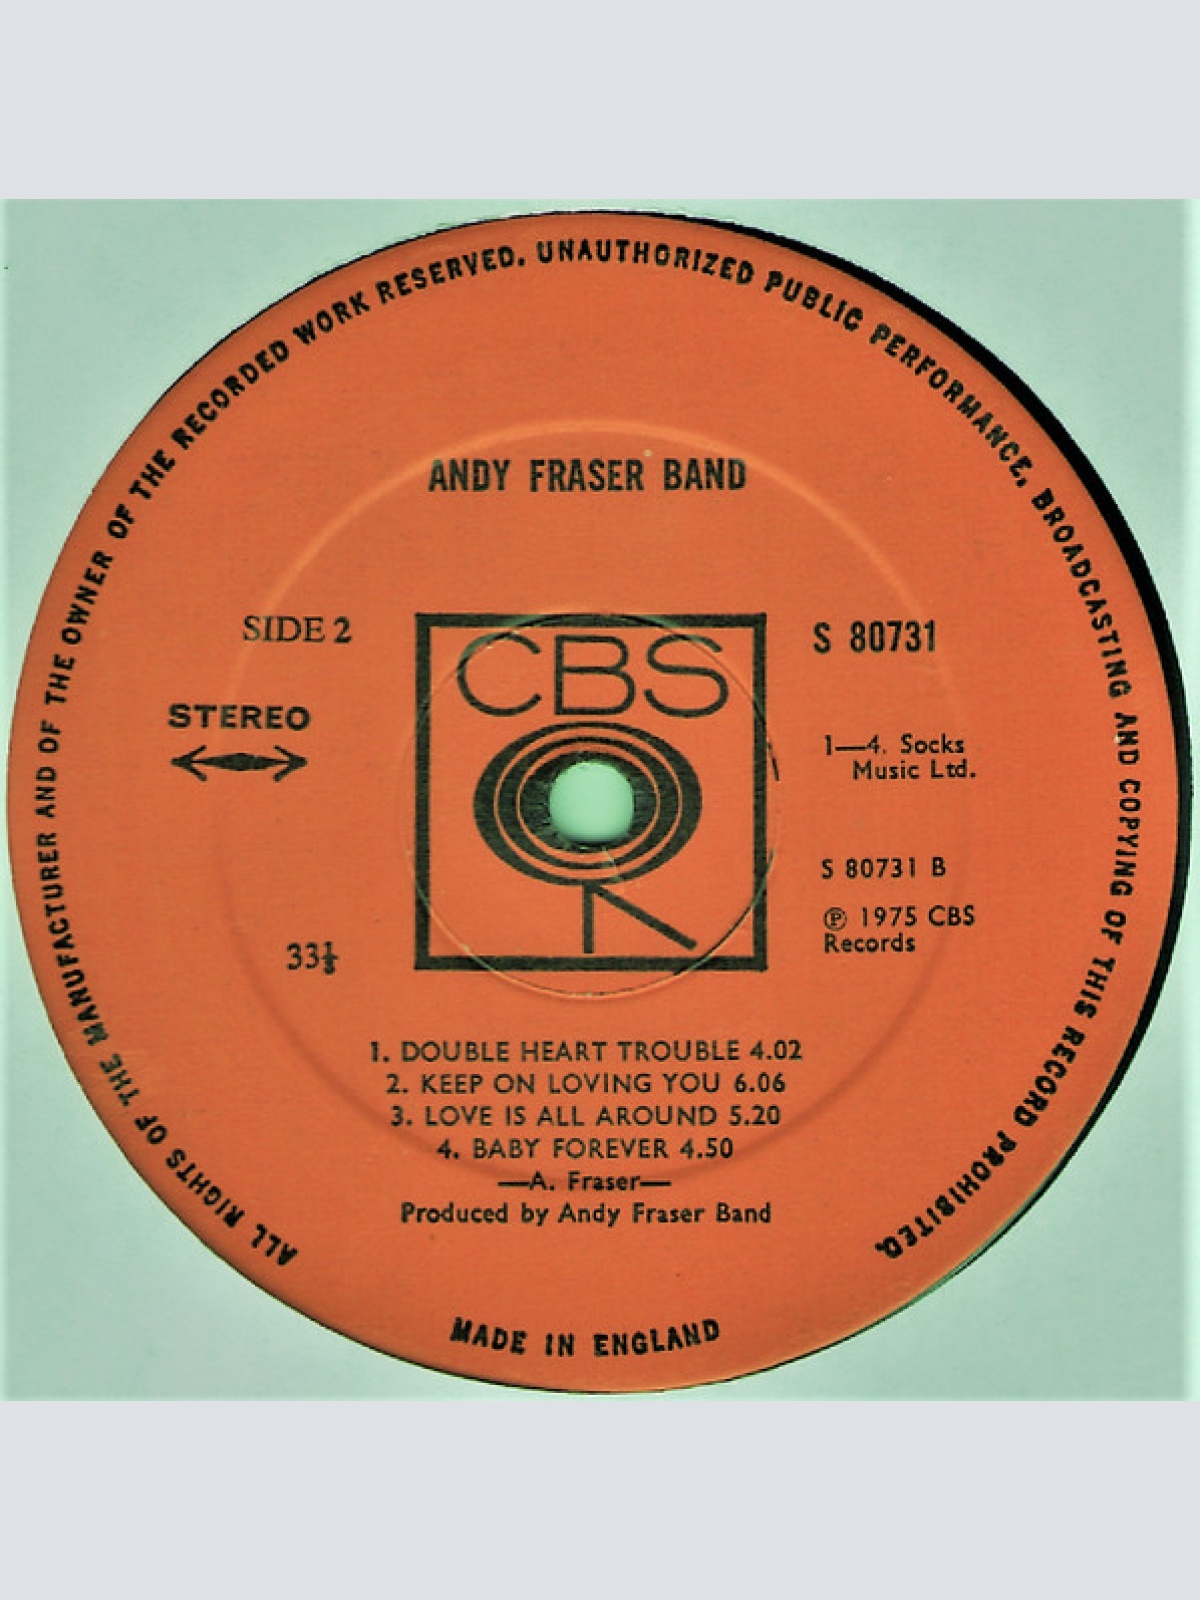 ALL RIGHTS OF THE MANUFACTURER AND OF THE OWNER OF THE RECORDED WORK RESERVED. UNAUTHORIZED PUBLIC PERFORMANCE, BROADCASTING AND COPYING OF THIS RECORD PROHIBITED.
ANDY FRASER BAND
SIDE 2
STEREO
33⅓
CBS
S 80731
1—4. Socks
Music Ltd.
S 80731 B
Ⓟ 1975 CBS
Records
1. DOUBLE HEART TROUBLE 4.02
2. KEEP ON LOVING YOU 6.06
3. LOVE IS ALL AROUND 5.20
4. BABY FOREVER 4.50
—A. Fraser—
Produced by Andy Fraser Band
MADE IN ENGLAND